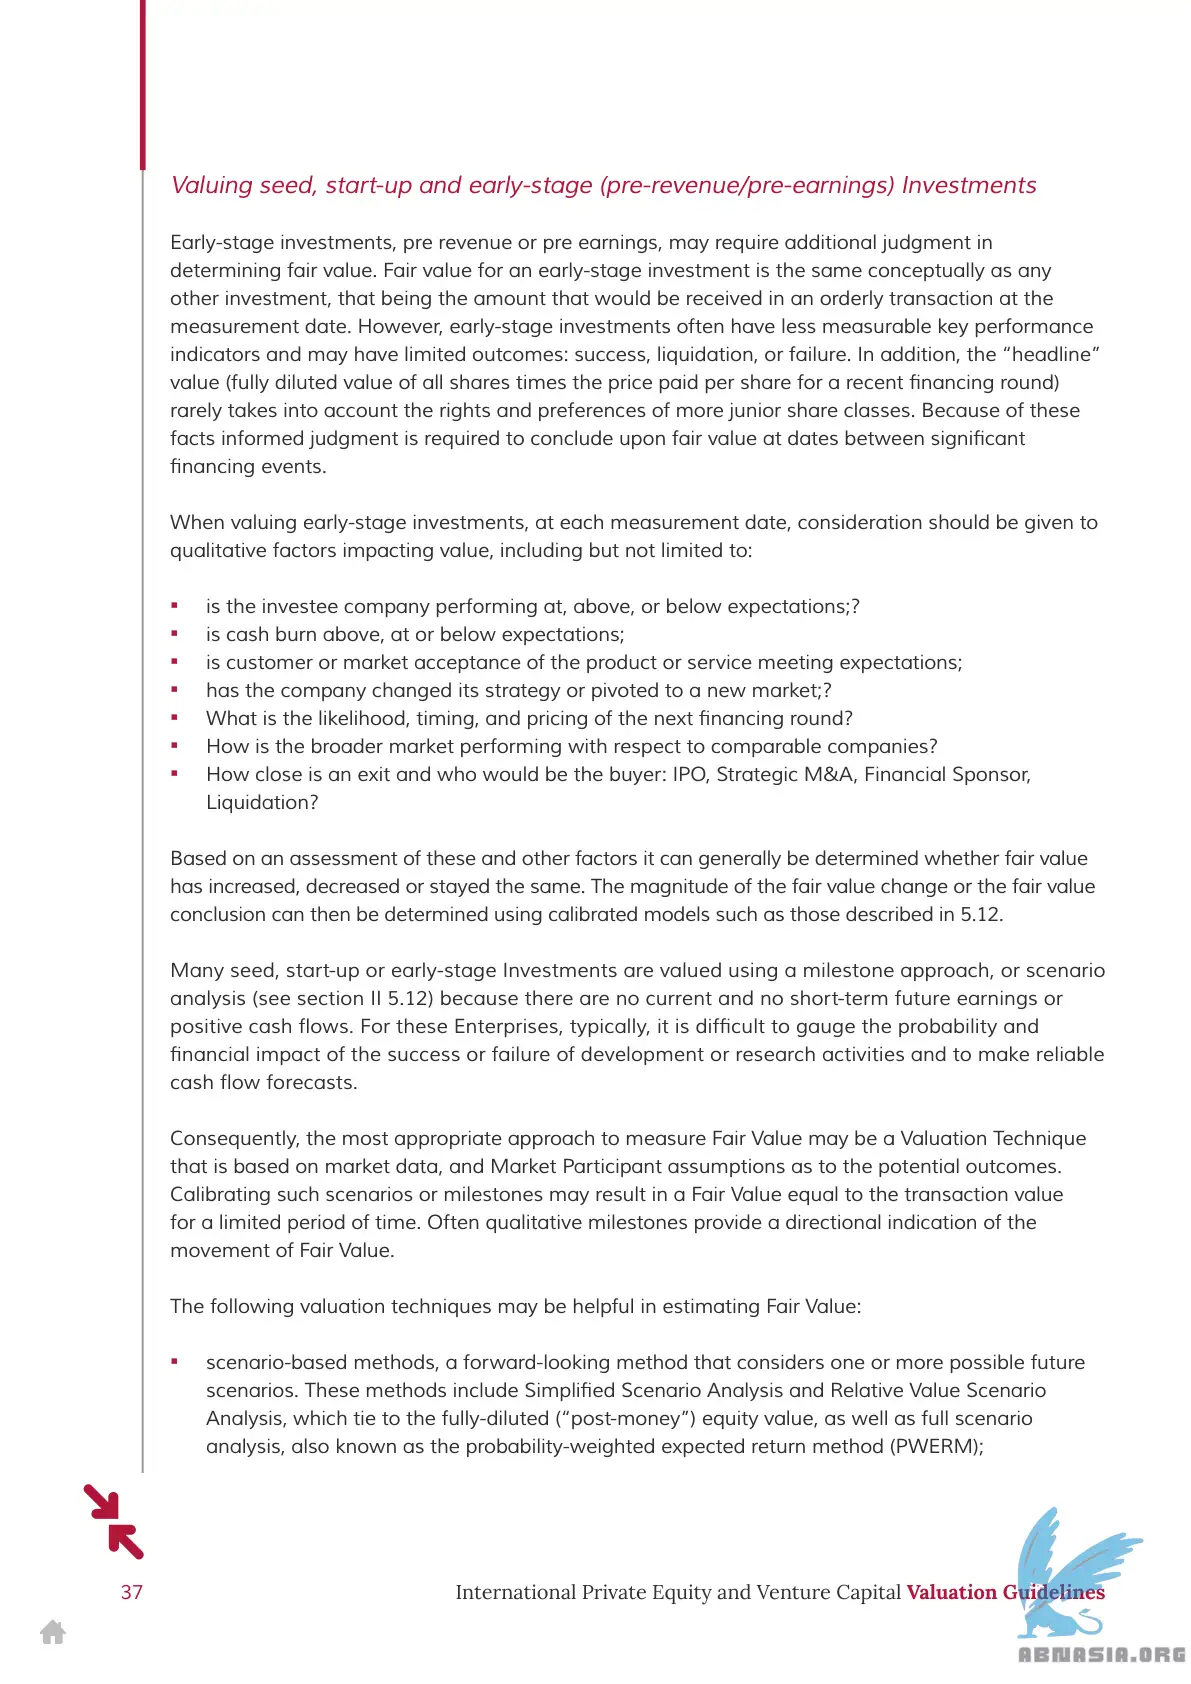 Valuing seed, start-up and early-stage (pre-revenue/pre-earnings) Investments
Early-stage investments, pre revenue or pre earnings, may require additional judgment in
determining fair value. Fair value for an early-stage investment is the same conceptually as any
other investment, that being the amount that would be received in an orderly transaction at the
measurement date. However, early-stage investments often have less measurable key performance
indicators and may have limited outcomes: success, liquidation, or failure. In addition, the “headline”
value (fully diluted value of all shares times the price paid per share for a recent financing round)
rarely takes into account the rights and preferences of more junior share classes. Because of these
facts informed judgment is required to conclude upon fair value at dates between significant
financing events.
When valuing early-stage investments, at each measurement date, consideration should be given to
qualitative factors impacting value, including but not limited to:
▪ is the investee company performing at, above, or below expectations;?
▪ is cash burn above, at or below expectations;
▪ is customer or market acceptance of the product or service meeting expectations;
▪ has the company changed its strategy or pivoted to a new market;?
▪ What is the likelihood, timing, and pricing of the next financing round?
▪ How is the broader market performing with respect to comparable companies?
▪ How close is an exit and who would be the buyer: IPO, Strategic M&A, Financial Sponsor,
Liquidation?
Based on an assessment of these and other factors it can generally be determined whether fair value
has increased, decreased or stayed the same. The magnitude of the fair value change or the fair value
conclusion can then be determined using calibrated models such as those described in 5.12.
Many seed, start-up or early-stage Investments are valued using a milestone approach, or scenario
analysis (see section II 5.12) because there are no current and no short-term future earnings or
positive cash flows. For these Enterprises, typically, it is difficult to gauge the probability and
financial impact of the success or failure of development or research activities and to make reliable
cash flow forecasts.
Consequently, the most appropriate approach to measure Fair Value may be a Valuation Technique
that is based on market data, and Market Participant assumptions as to the potential outcomes.
Calibrating such scenarios or milestones may result in a Fair Value equal to the transaction value
for a limited period of time. Often qualitative milestones provide a directional indication of the
movement of Fair Value.
The following valuation techniques may be helpful in estimating Fair Value:
▪ scenario-based methods, a forward-looking method that considers one or more possible future
scenarios. These methods include Simplified Scenario Analysis and Relative Value Scenario
Analysis, which tie to the fully-diluted (“post-money”) equity value, as well as full scenario
analysis, also known as the probability-weighted expected return method (PWERM);
37
International Private Equity and Venture Capital Valuation Guidelines
ABNASIA.ORG